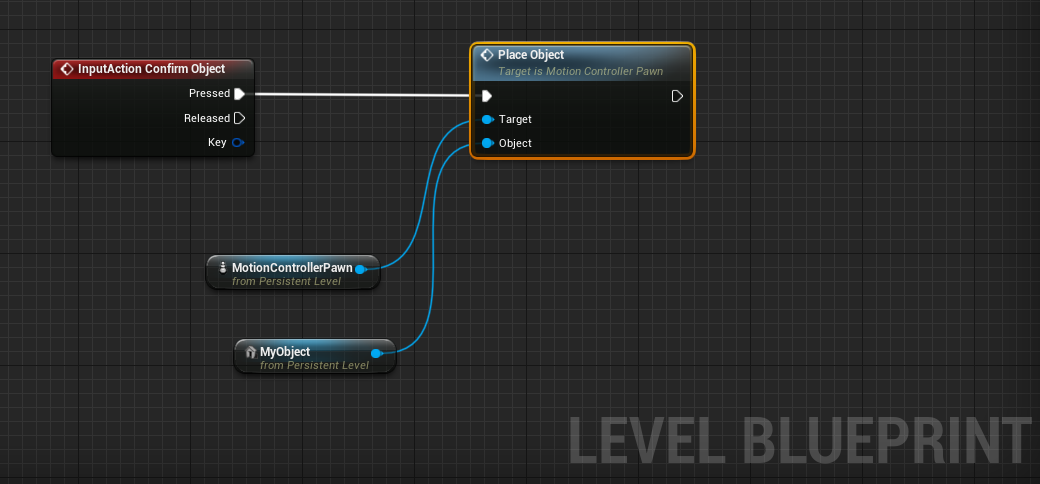 InputAction Confirm Object
Pressed
Released
Key
Place Object
Target is Motion Controller Pawn
Target
Object
MotionControllerPawn
from Persistent Level
MyObject
from Persistent Level
LEVEL BLUEPRINT